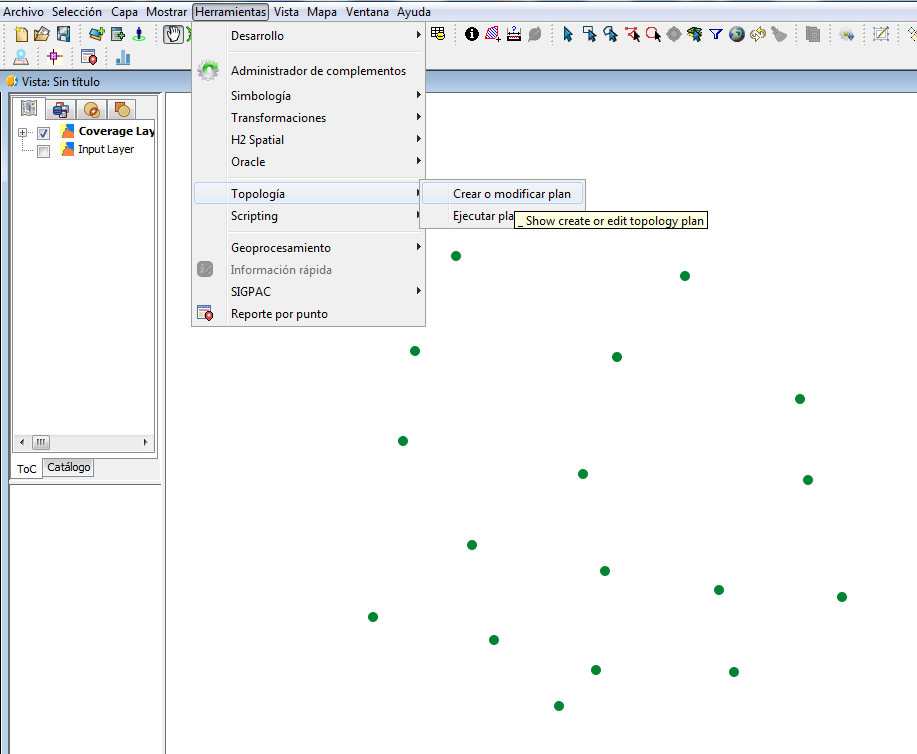 Archivo Selección Capa Mostrar Herramientas Vista Mapa Ventana Ayuda
Desarrollo
Vista: Sin título
Administrador de complementos
Simbología
Transformaciones
H2 Spatial
Oracle
Topología
Scripting
Geoprocesamiento
Información rápida
SIGPAC
Reporte por punto
Crear o modificar plan
Ejecutar pla
_Show create or edit topology plan
Coverage Lay
Input Layer
ToC Catálogo